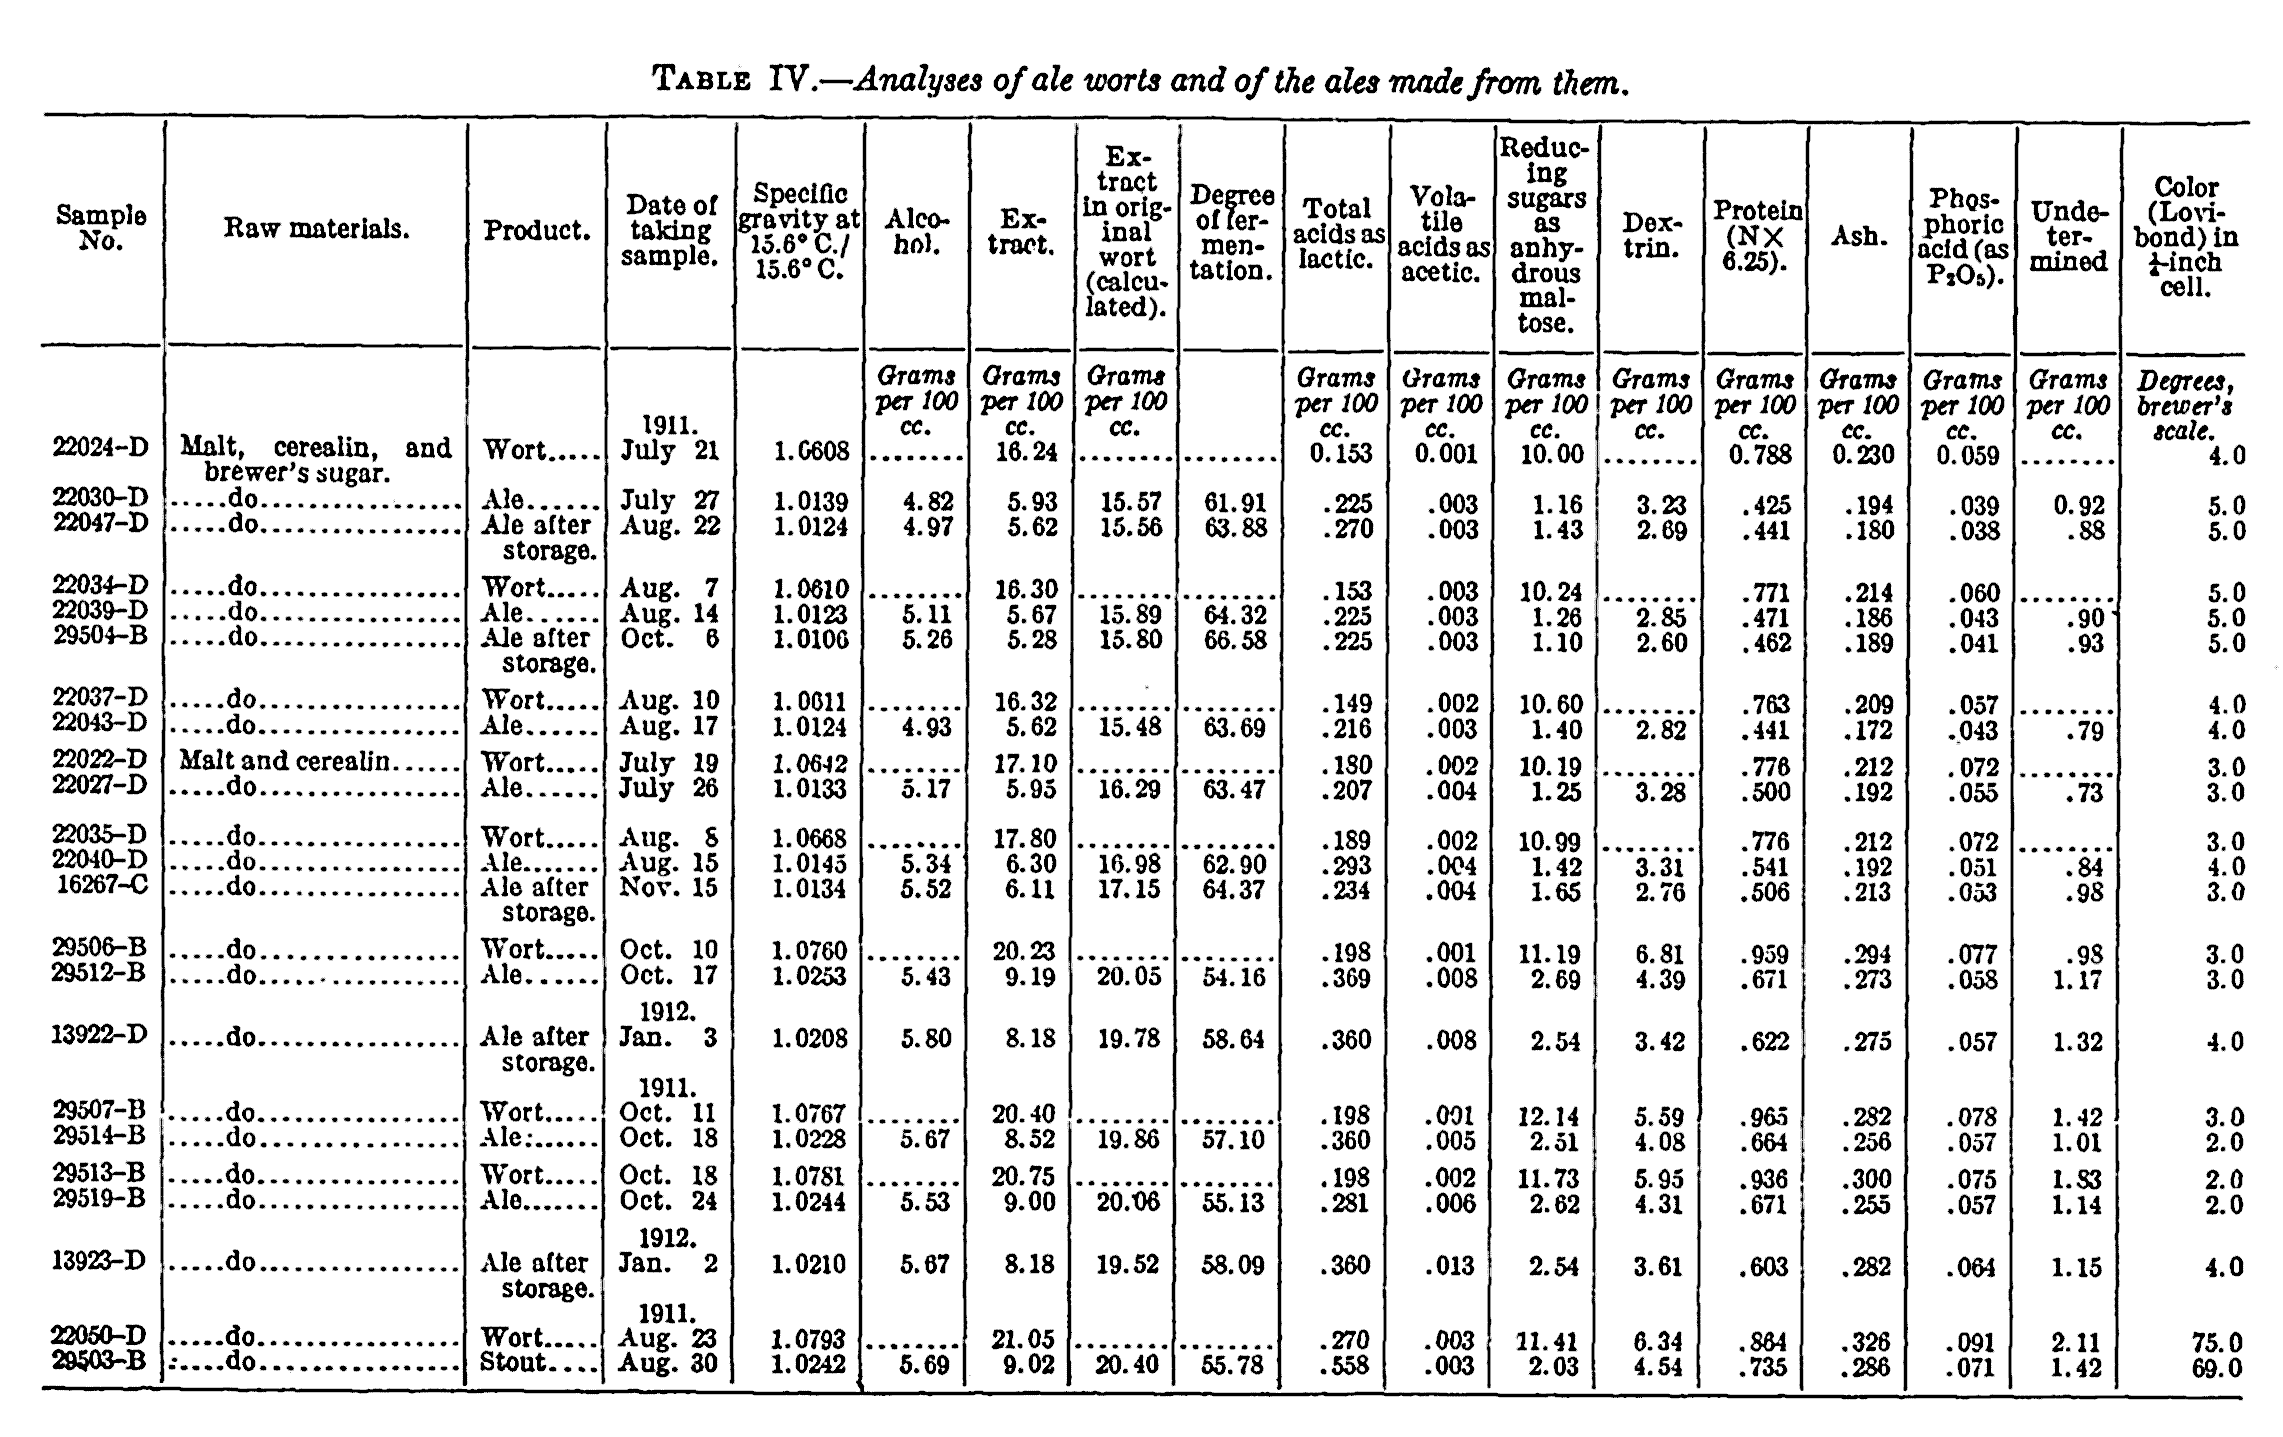 TABLE IV.—Analyses of ale worts and of the ales made from them.
Sample No. | Raw materials. | Product. | Date of taking sample. | Specific gravity at 15.6° C./ 15.6° C. | Alco- hol. | Ex- tract. | Ex- tract in orig- inal wort (calcu- lated). | Degree of fer- men- tation. | Total acids as lactic. | Vola- tile acids as acetic. | Reduc- ing sugars as anhy- drous mal- tose. | Dex- trin. | Protein (N× 6.25). | Ash. | Phos- phoric acid (as P₂O₅). | Unde- ter- mined | Color (Lovi- bond) in -inch cell.
Grams per 100 cc. | Grams per 100 cc. | Grams per 100 cc. | Grams per 100 cc. | Grams per 100 cc. | Grams per 100 cc. | Grams per 100 cc. | Grams per 100 cc. | Grams per 100 cc. | Grams per 100 cc. | Grams per 100 cc. | Degrees, brewer's scale.
1911.
22024-D Malt, cerealin, and Wort..... July 21 1.0608 ........ 16.24 ........ ........ 0.153 0.001 10.00 ........ 0.788 0.230 0.059 ........ 4.0
brewer's sugar.
22030-D .....do.................. Ale...... July 27 1.0139 4.82 5.93 15.57 61.91 .225 .003 1.16 3.23 .425 .194 .039 0.92 5.0
22047-D .....do.................. Ale after Aug. 22 1.0124 4.97 5.62 15.56 63.88 .270 .003 1.43 2.69 .441 .180 .038 .88 5.0
storage.
22034-D .....do.................. Wort..... Aug. 7 1.0610 ........ 16.30 ........ ........ .153 .003 10.24 ........ .771 .214 .060 ........ 5.0
22039-D .....do.................. Ale...... Aug. 14 1.0123 5.11 5.67 15.89 64.32 .225 .003 1.26 2.85 .471 .186 .043 .90 5.0
29504-B .....do.................. Ale after Oct. 6 1.0106 5.26 5.28 15.80 66.58 .225 .003 1.10 2.60 .462 .189 .041 .93 5.0
storage.
22037-D .....do.................. Wort..... Aug. 10 1.0611 ........ 16.32 ........ ........ .149 .002 10.60 ........ .763 .209 .057 ........ 4.0
22043-D .....do.................. Ale...... Aug. 17 1.0124 4.93 5.62 15.48 63.69 .216 .003 1.40 2.82 .441 .172 .043 .79 4.0
22022-D Malt and cerealin...... Wort..... July 19 1.0642 ........ 17.10 ........ ........ .180 .002 10.19 ........ .776 .212 .072 ........ 3.0
22027-D .....do.................. Ale...... July 26 1.0133 5.17 5.95 16.29 63.47 .207 .004 1.25 3.28 .500 .192 .055 .73 3.0
22035-D .....do.................. Wort..... Aug. 8 1.0668 ........ 17.80 ........ ........ .189 .002 10.99 ........ .776 .212 .072 ........ 3.0
22040-D .....do.................. Ale....... Aug. 15 1.0145 5.34 6.30 16.98 62.90 .293 .004 1.42 3.31 .541 .192 .051 .84 4.0
16267-C .....do.................. Ale after Nov. 15 1.0134 5.52 6.11 17.15 64.37 .234 .004 1.65 2.76 .506 .213 .053 .98 3.0
storage.
29506-B .....do.................. Wort..... Oct. 10 1.0760 ........ 20.23 ........ ........ .198 .001 11.19 6.81 .959 .294 .077 .98 3.0
29512-B .....do.................. Ale...... Oct. 17 1.0253 5.43 9.19 20.05 54.16 .369 .008 2.69 4.39 .671 .273 .058 1.17 3.0
1912.
13922-D .....do.................. Ale after Jan. 3 1.0208 5.80 8.18 19.78 58.64 .360 .008 2.54 3.42 .622 .275 .057 1.32 4.0
storage.
1911.
29507-B .....do.................. Wort..... Oct. 11 1.0767 ........ 20.40 ........ ........ .198 .001 12.14 5.59 .965 .282 .078 1.42 3.0
29514-B .....do.................. Ale....... Oct. 18 1.0228 5.67 8.52 19.86 57.10 .360 .005 2.51 4.08 .664 .256 .057 1.01 2.0
29513-B .....do.................. Wort..... Oct. 18 1.0781 ........ 20.75 ........ ........ .198 .002 11.73 5.95 .936 .300 .075 1.83 2.0
29519-B .....do.................. Ale....... Oct. 24 1.0244 5.53 9.00 20.06 55.13 .281 .006 2.62 4.31 .671 .255 .057 1.14 2.0
1912.
13923-D .....do.................. Ale after Jan. 2 1.0210 5.67 8.18 19.52 58.09 .360 .013 2.54 3.61 .603 .282 .064 1.15 4.0
storage.
1911.
22050-D .....do.................. Wort..... Aug. 23 1.0793 ........ 21.05 ........ ........ .270 .003 11.41 6.34 .864 .326 .091 2.11 75.0
29503-B .....do.................. Stout.... Aug. 30 1.0242 5.69 9.02 20.40 55.78 .558 .003 2.03 4.54 .735 .286 .071 1.42 69.0